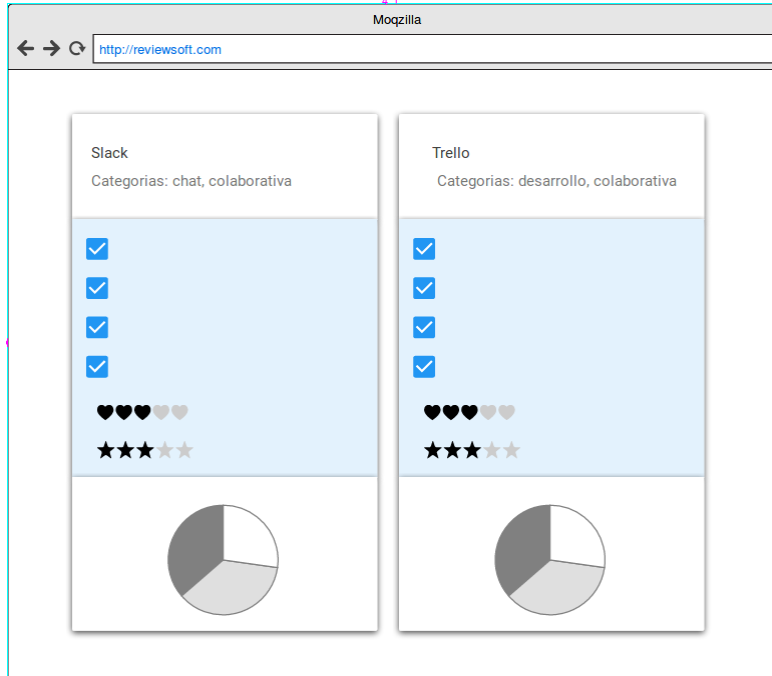 Moqzilla
http://reviewsoft.com
Slack
Categorias: chat, colaborativa
Trello
Categorias: desarrollo, colaborativa